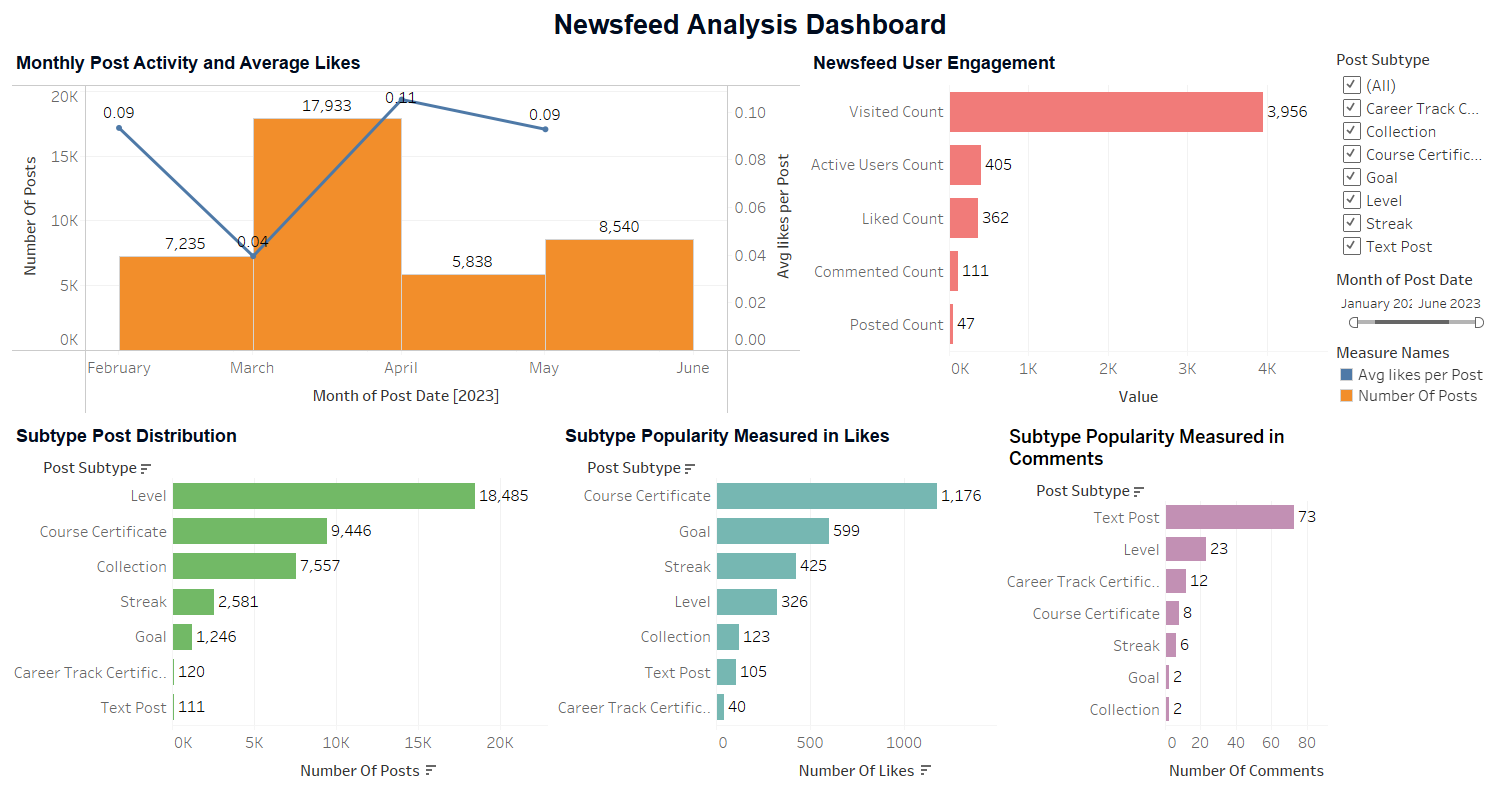 Newsfeed Analysis Dashboard
Monthly Post Activity and Average Likes
20K
15K
10K
5K
0K
Number Of Posts
0.09
0.04
0.11
0.09
7,235
17,933
5,838
8,540
0.10
0.08
0.06
0.04
0.02
0.00
Avg likes per Post
February
March
April
May
June
Month of Post Date [2023]
Newsfeed User Engagement
Visited Count
3,956
Active Users Count
405
Liked Count
362
Commented Count
111
Posted Count
47
0K
1K
2K
3K
4K
Value
Post Subtype
(All)
Career Track C...
Collection
Course Certific...
Goal
Level
Streak
Text Post
Month of Post Date
January 202
June 2023
Measure Names
Avg likes per Post
Number Of Posts
Subtype Post Distribution
Post Subtype
Level
18,485
Course Certificate
9,446
Collection
7,557
Streak
2,581
Goal
1,246
Career Track Certific..
120
Text Post
111
0K
5K
10K
15K
20K
Number Of Posts
Subtype Popularity Measured in Likes
Post Subtype
Course Certificate
1,176
Goal
599
Streak
425
Level
326
Collection
123
Text Post
105
Career Track Certific..
40
0
500
1000
Number Of Likes
Subtype Popularity Measured in
Comments
Post Subtype
Text Post
73
Level
23
Career Track Certific..
12
Course Certificate
8
Streak
6
Goal
2
Collection
2
0
20
40
60
80
Number Of Comments